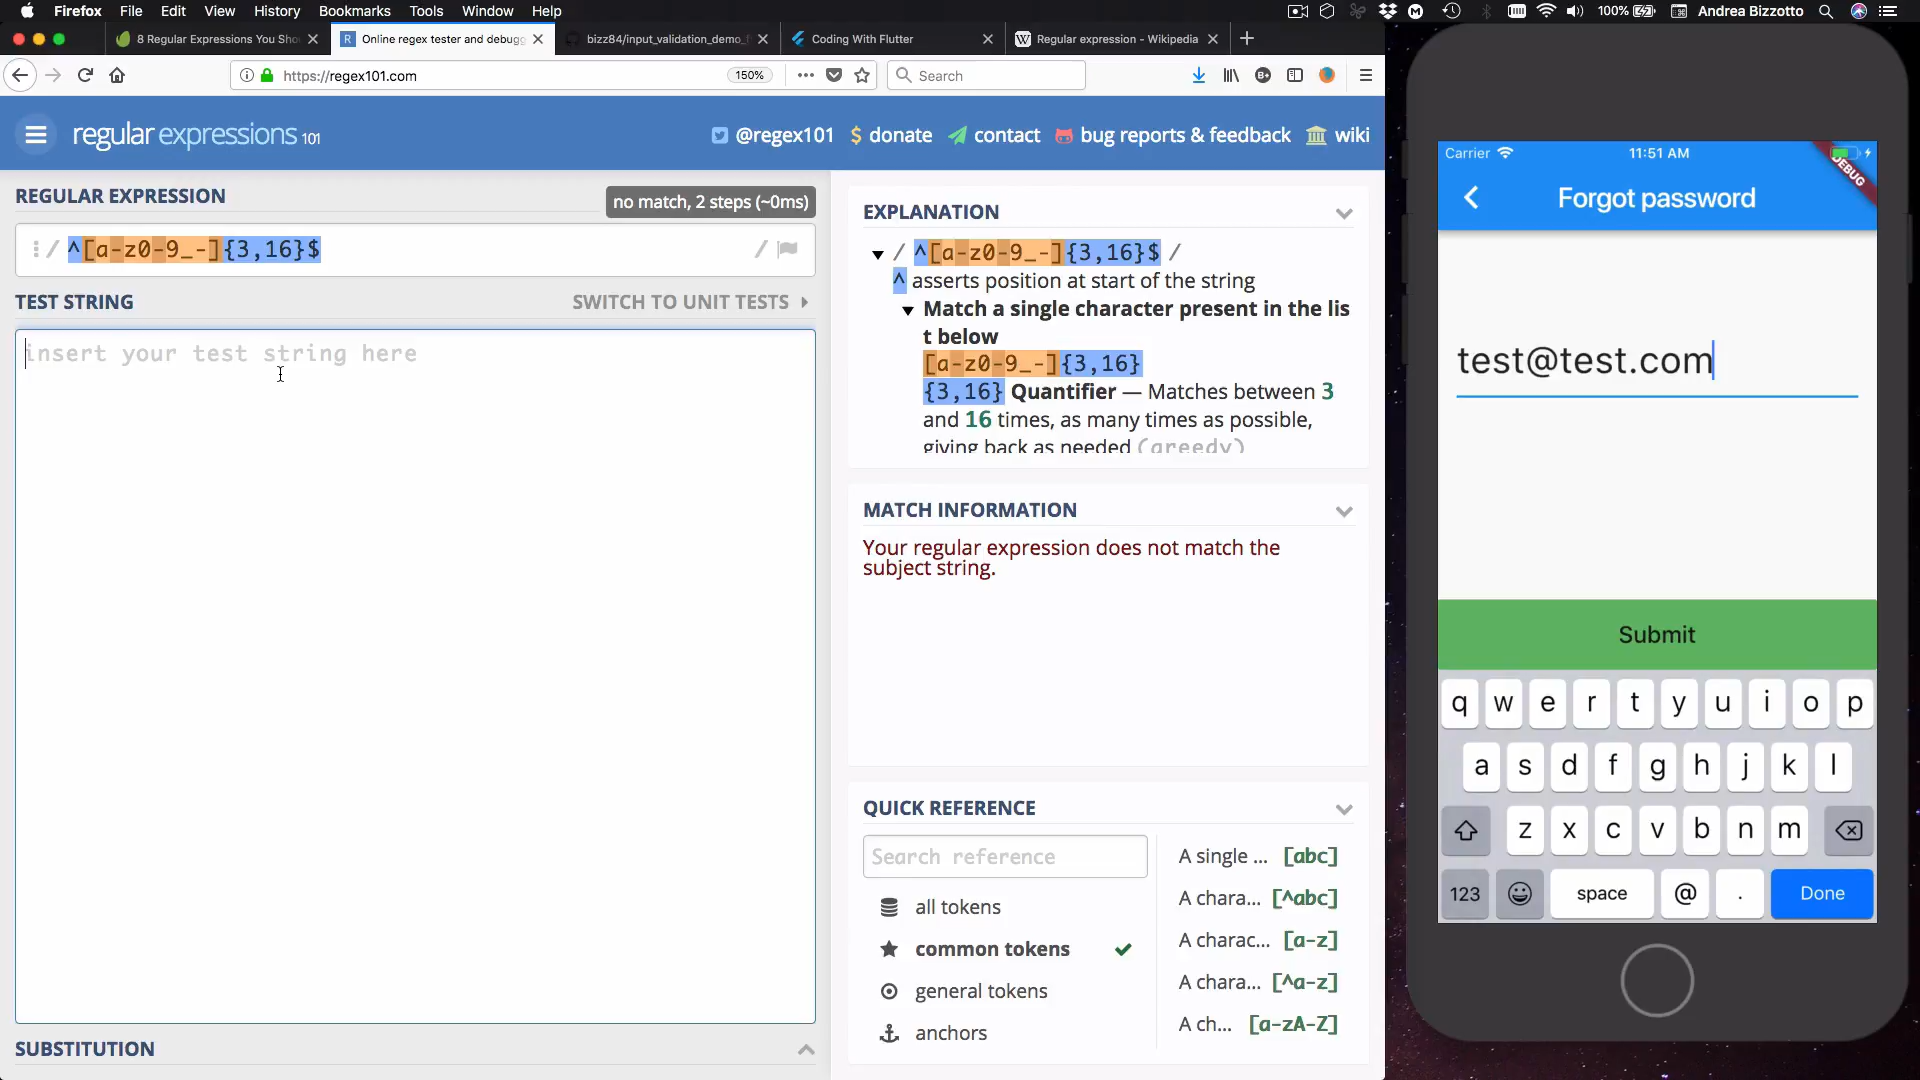 Firefox File Edit View History Bookmarks Tools Window Help 100% Andrea Bizzotto
8 Regular Expressions You Sho
R Online regex tester and debugg
bizz84/input_validation_demo_f
Coding With Flutter
W Regular expression - Wikipedia
https://regex101.com 150% Search
regular expressions 101
@regex101 $ donate contact bug reports & feedback wiki
REGULAR EXPRESSION
no match, 2 steps (~0ms)
/ ^[a-z0-9_-]{3,16}$ /
TEST STRING
SWITCH TO UNIT TESTS
insert your test string here
SUBSTITUTION
EXPLANATION
/ ^[a-z0-9_-]{3,16}$ /
^ asserts position at start of the string
Match a single character present in the lis
t below
[a-z0-9_-]{3,16}
{3,16} Quantifier — Matches between 3
and 16 times, as many times as possible,
giving back as needed (greedy)
MATCH INFORMATION
Your regular expression does not match the
subject string.
QUICK REFERENCE
Search reference
all tokens
common tokens
general tokens
anchors
A single ... [abc]
A chara... [^abc]
A charac... [a-z]
A chara... [^a-z]
A ch... [a-zA-Z]
Carrier 11:51 AM
DEBUG
Forgot password
test@test.com
Submit
q w e r t y u i o p
a s d f g h j k l
z x c v b n m
123 space @ . Done